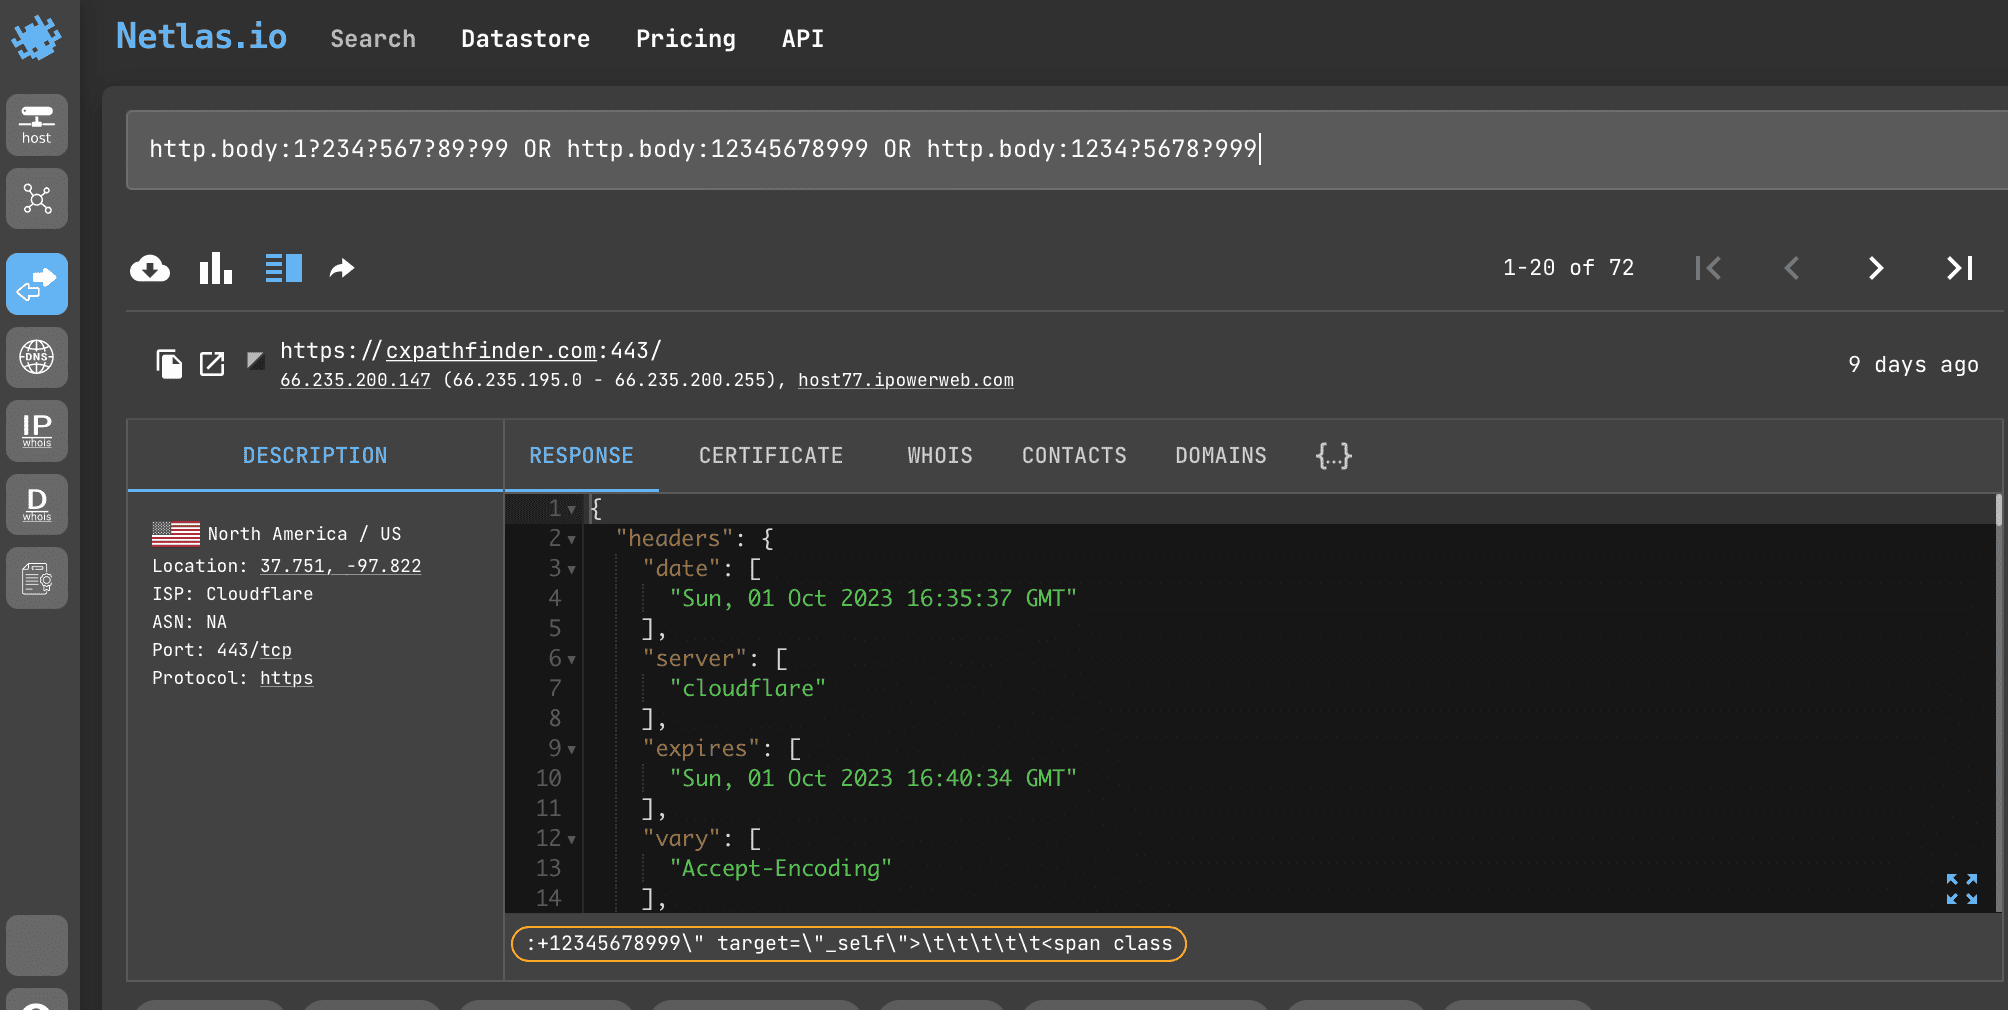 Netlas.io Search Datastore Pricing API
host
http.body:1?234?567?89?99 OR http.body:12345678999 OR http.body:1234?5678?999
1-20 of 72
https://cxpathfinder.com:443/
66.235.200.147 (66.235.195.0 - 66.235.200.255), host77.ipowerweb.com
9 days ago
DNS
IP
whois
D
whois
DESCRIPTION
RESPONSE CERTIFICATE WHOIS CONTACTS DOMAINS {...}
North America / US
Location: 37.751, -97.822
ISP: Cloudflare
ASN: NA
Port: 443/tcp
Protocol: https
1 {
2 "headers": {
3 "date": [
4 "Sun, 01 Oct 2023 16:35:37 GMT"
5 ],
6 "server": [
7 "cloudflare"
8 ],
9 "expires": [
10 "Sun, 01 Oct 2023 16:40:34 GMT"
11 ],
12 "vary": [
13 "Accept-Encoding"
14 ],
:+12345678999\" target=\"_self\">\t\t\t\t\t<span class